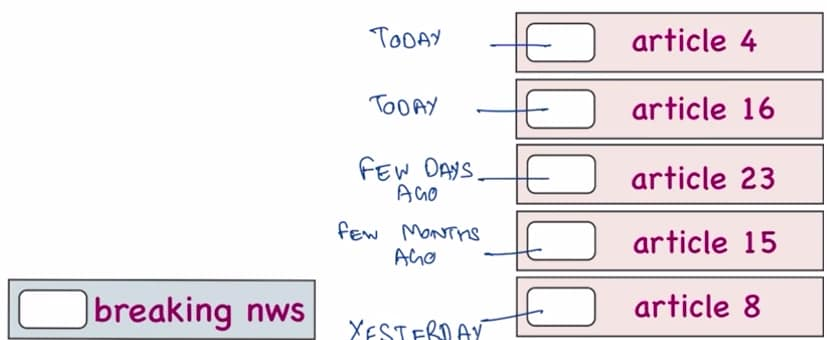 TODAY article 4
TODAY article 16
FEW DAYS article 23
AGO
FEW MONTHS article 15
AGO
breaking nws article 8
YESTERDAY